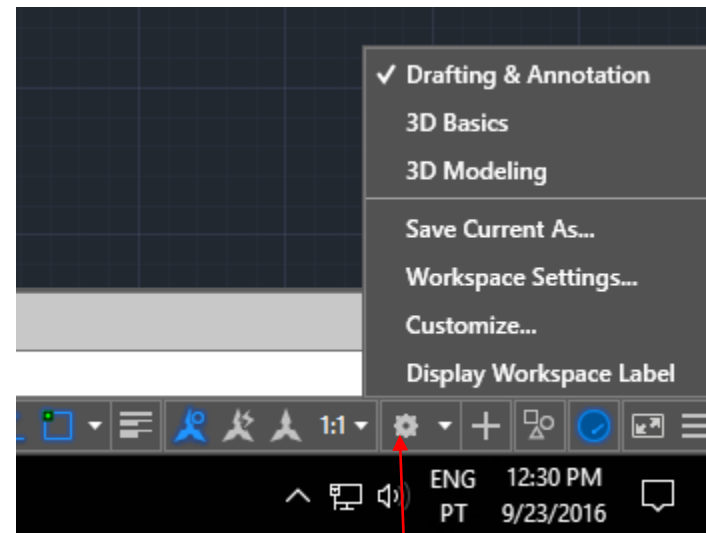 Drafting & Annotation
3D Basics
3D Modeling
Save Current As...
Workspace Settings...
Customize...
Display Workspace Label
1:1
ENG 12:30 PM
PT 9/23/2016